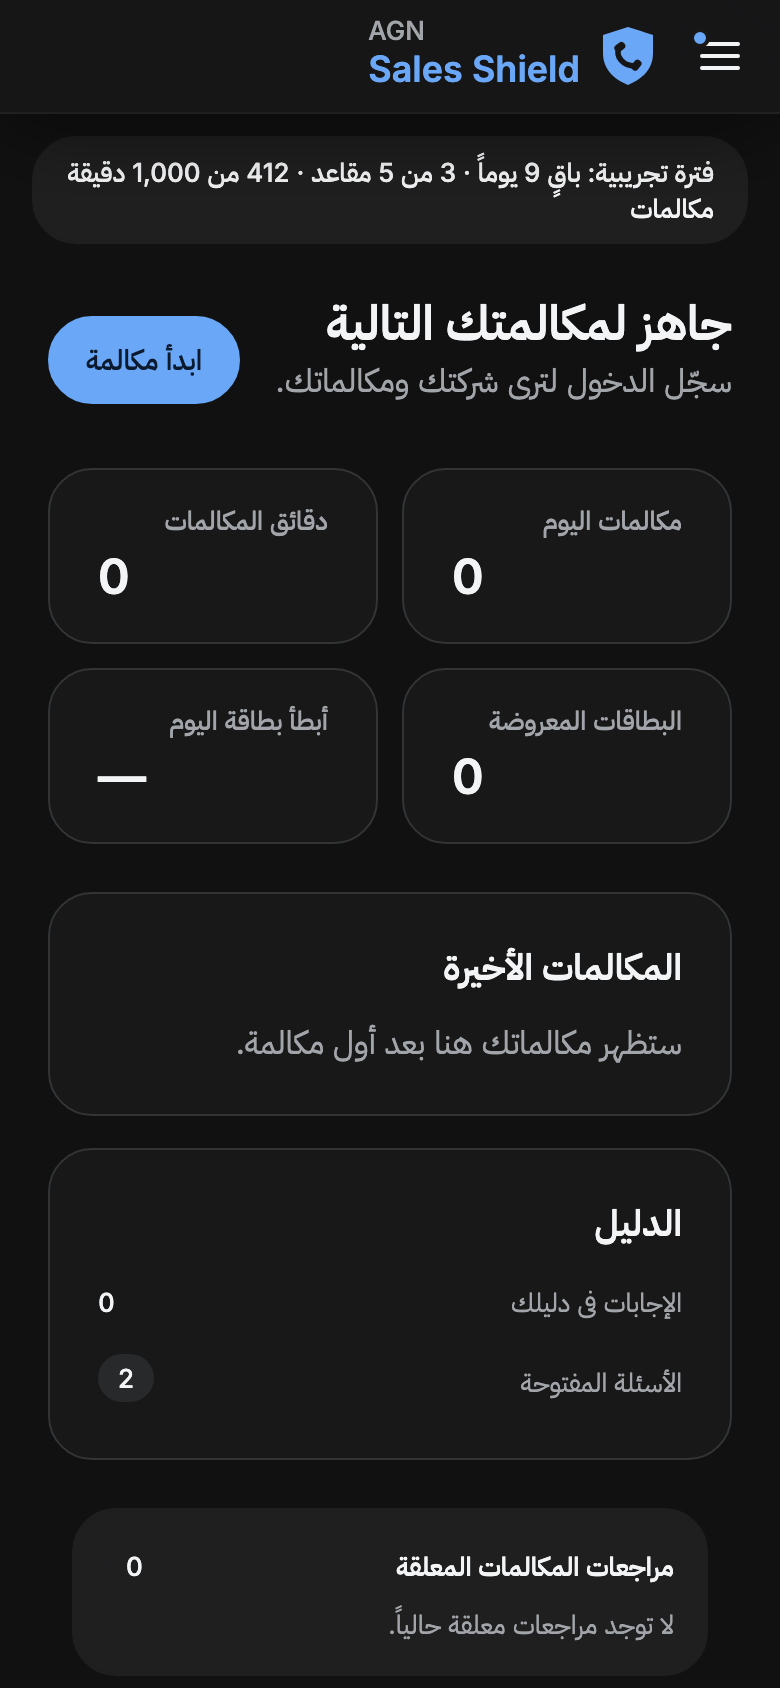 AGN
Sales Shield
فترة تجريبية: باقٍ 9 يوماً · 3 من 5 مقاعد · 412 من 1,000 دقيقة
مكالمات
جاهز لمكالمتك التالية
سجّل الدخول لترى شركتك ومكالماتك.
ابدأ مكالمة
مكالمات اليوم
0
دقائق المكالمات
0
البطاقات المعروضة
0
أبطأ بطاقة اليوم
—
المكالمات الأخيرة
ستظهر مكالماتك هنا بعد أول مكالمة.
الدليل
الإجابات في دليلك
0
الأسئلة المفتوحة
2
مراجعات المكالمات المعلقة
0
لا توجد مراجعات معلقة حالياً.